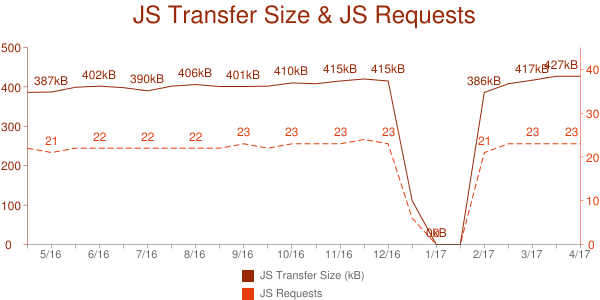 JS Transfer Size & JS Requests
500
400
300
200
100
0
40
30
20
10
0
387kB 402kB 390kB 406kB 401kB 410kB 415kB 415kB 0kB 386kB 417kB 427kB
21 22 22 22 23 23 23 23 0 21 23 23
5/16 6/16 7/16 8/16 9/16 10/16 11/16 12/16 1/17 2/17 3/17 4/17
JS Transfer Size (kB)
JS Requests